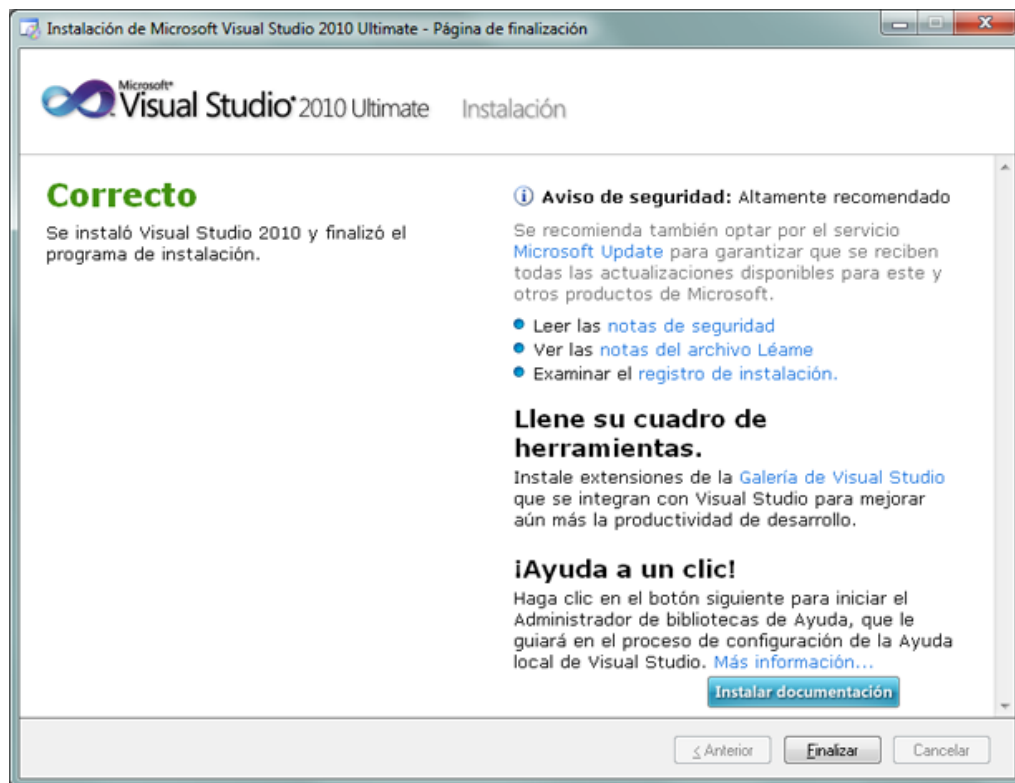 Instalación de Microsoft Visual Studio 2010 Ultimate - Página de finalización
Microsoft®
Visual Studio® 2010 Ultimate Instalación
Correcto
Se instaló Visual Studio 2010 y finalizó el
programa de instalación.
Aviso de seguridad: Altamente recomendado
Se recomienda también optar por el servicio
Microsoft Update para garantizar que se reciben
todas las actualizaciones disponibles para este y
otros productos de Microsoft.
Leer las notas de seguridad
Ver las notas del archivo Léame
Examinar el registro de instalación.
Llene su cuadro de
herramientas.
Instale extensiones de la Galería de Visual Studio
que se integran con Visual Studio para mejorar
aún más la productividad de desarrollo.
¡Ayuda a un clic!
Haga clic en el botón siguiente para iniciar el
Administrador de bibliotecas de Ayuda, que le
guiará en el proceso de configuración de la Ayuda
local de Visual Studio. Más información...
Instalar documentación
< Anterior
Finalizar
Cancelar